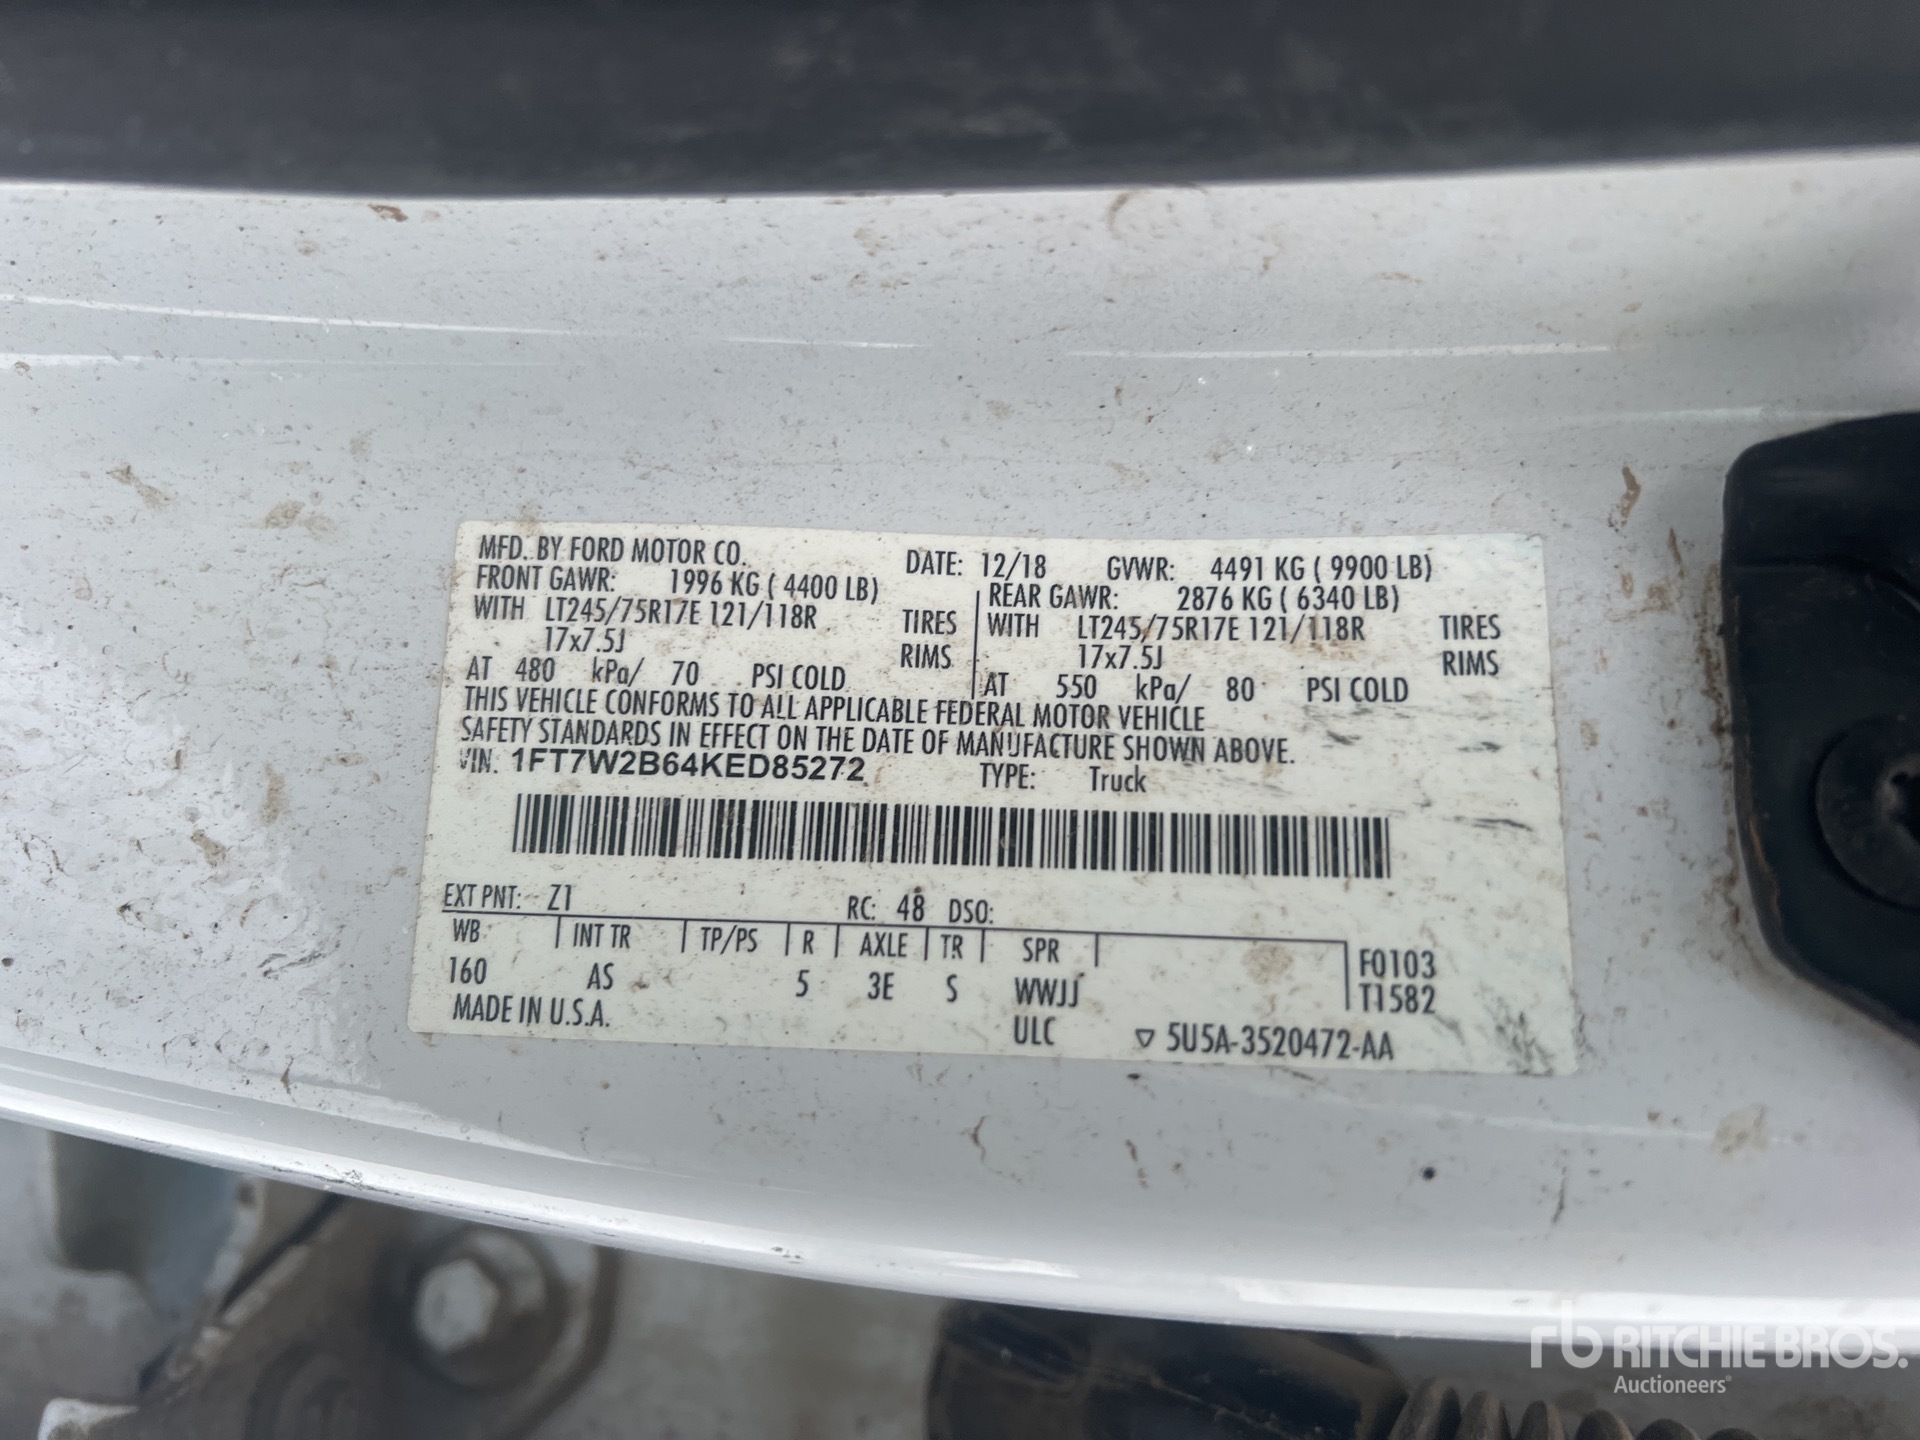 MFD. BY FORD MOTOR CO. DATE: 12/18 GVWR: 4491 KG ( 9900 LB)
FRONT GAWR: 1996 KG ( 4400 LB) REAR GAWR: 2876 KG ( 6340 LB)
WITH LT245/75R17E 121/118R TIRES WITH LT245/75R17E 121/118R TIRES
17x7.5J RIMS 17x7.5J RIMS
AT 480 kPa/ 70 PSI COLD AT 550 kPa/ 80 PSI COLD
THIS VEHICLE CONFORMS TO ALL APPLICABLE FEDERAL MOTOR VEHICLE
SAFETY STANDARDS IN EFFECT ON THE DATE OF MANUFACTURE SHOWN ABOVE.
VIN: 1FT7W2B64KED85272 TYPE: Truck
EXT PNT: Z1 RC: 48 DSO:
WB INT TR TP/PS R AXLE TR SPR F0103
160 AS 5 3E S WWJJ T1582
MADE IN U.S.A. ULC ▽ 5U5A-3520472-AA
rb RITCHIE BROS.
Auctioneers